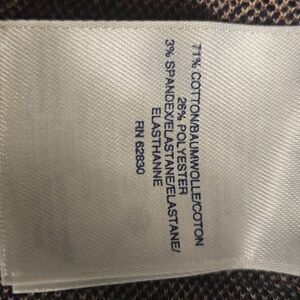 71% COTTON/BAUMWOLLE/COTON
26% POLYESTER
3% SPANDEX/ELASTANE/ELASTANE/
ELASTHANNE
RN 62830